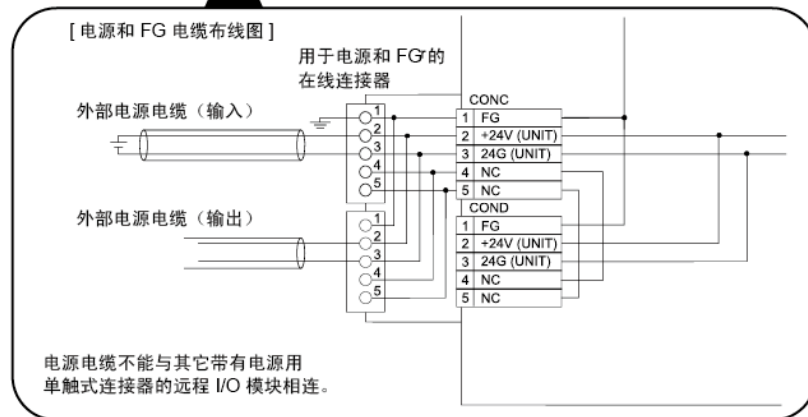 [ 电源和 FG 电缆布线图 ]
用于电源和 FG 的
在线连接器
外部电源电缆（输入）
1
2
3
4
5
CONC
1 FG
2 +24V (UNIT)
3 24G (UNIT)
4 NC
5 NC
外部电源电缆（输出）
1
2
3
4
5
COND
1 FG
2 +24V (UNIT)
3 24G (UNIT)
4 NC
5 NC
电源电缆不能与其它带有电源用
单触式连接器的远程 I/O 模块相连。